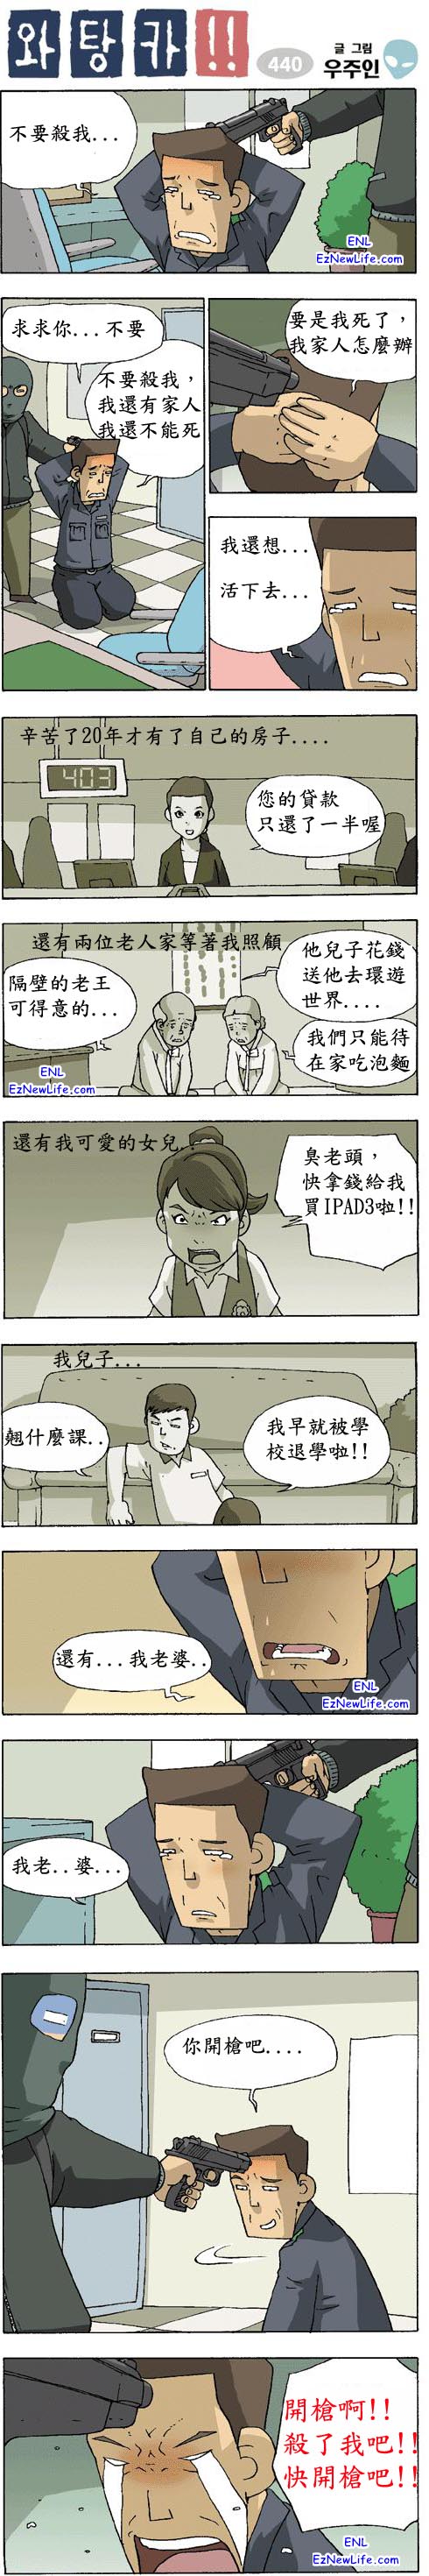 와탕카!!
440
글 그림
우주인
不要殺我...
ENL
EzNewLife.com
求求你...不要
不要殺我，
我還有家人
我還不能死
要是我死了，
我家人怎麼辦
我還想...
活下去...
辛苦了20年才有了自己的房子....
403
您的貸款
只還了一半喔
還有兩位老人家等著我照顧
隔壁的老王
可得意的...
他兒子花錢
送他去環遊
世界....
我們只能待
在家吃泡麵
ENL
EzNewLife.com
還有我可愛的女兒..
臭老頭，
快拿錢給我
買IPAD3啦!!
我兒子...
翹什麼課..
我早就被學
校退學啦!!
還有...我老婆..
ENL
EzNewLife.com
我老..婆...
你開槍吧....
開槍啊!!
殺了我吧!!
快開槍吧!!
ENL
EzNewLife.com